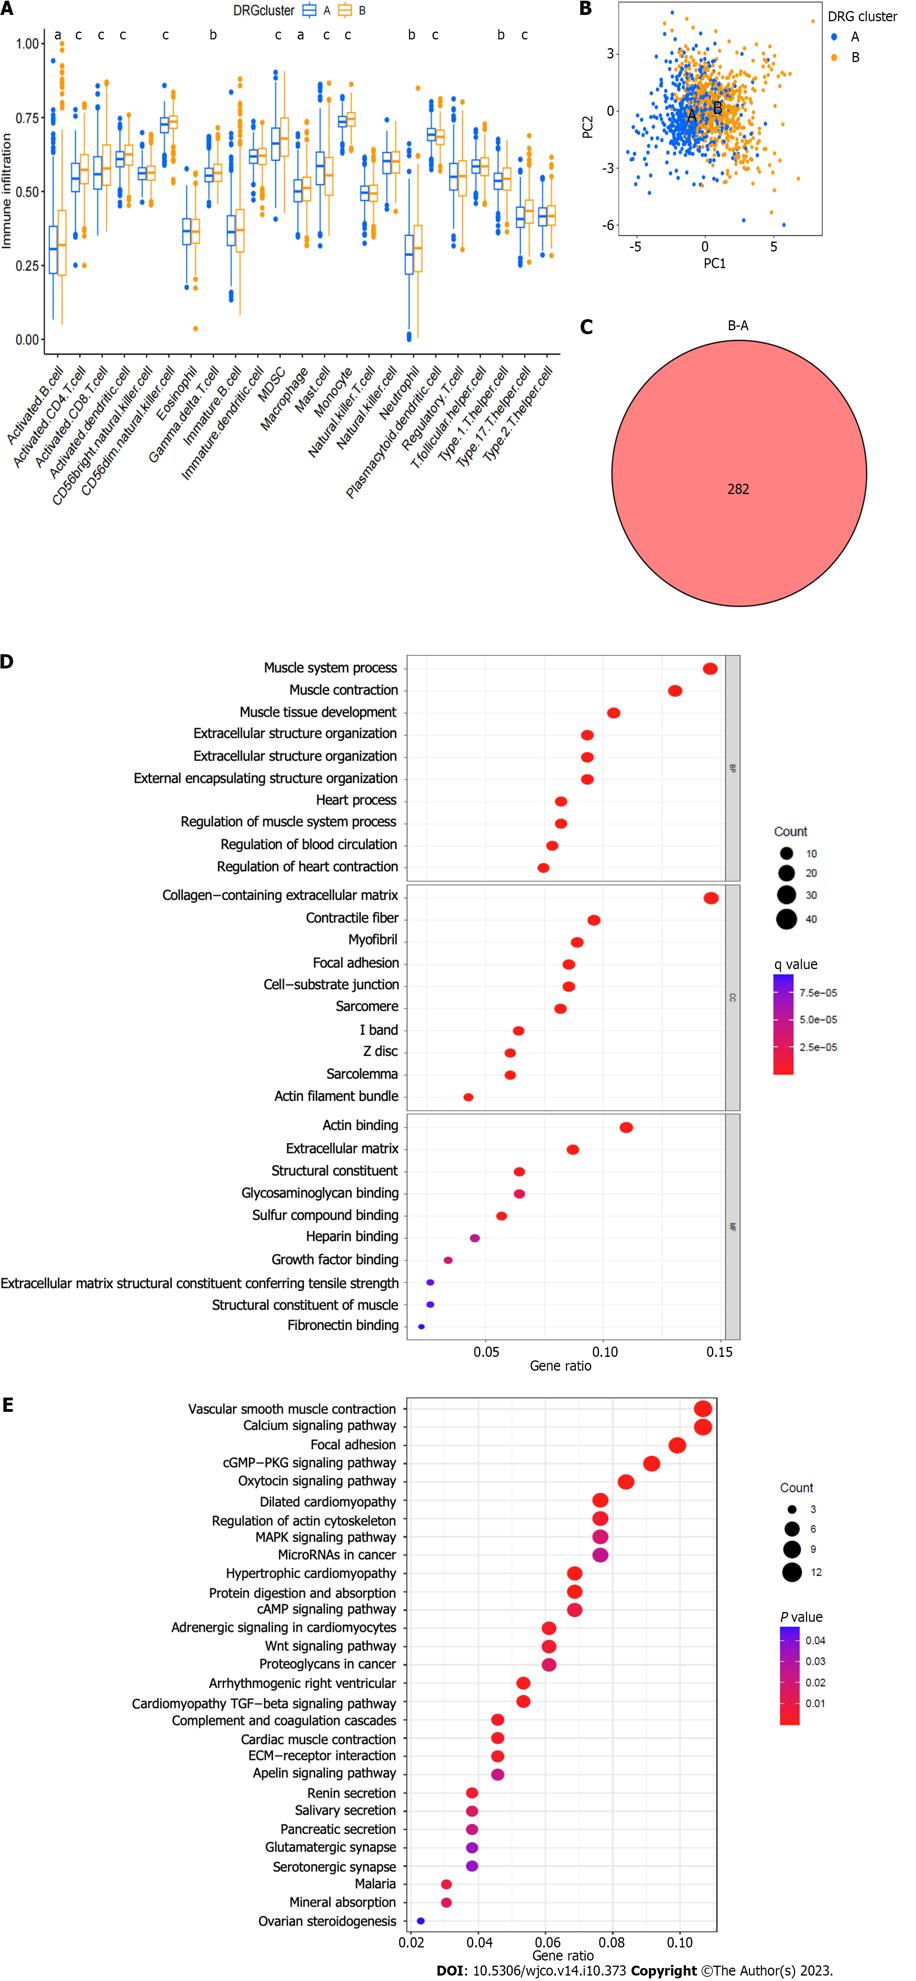 A
DRGcluster A B
a c c c c b c a c c b c b c
1.00
0.75
0.50
0.25
0.00
Immune infiltration
Activated.B.cell
Activated.CD4.T.cell
Activated.CD8.T.cell
Activated.dendritic.cell
CD56bright.natural.killer.cell
CD56dim.natural.killer.cell
Eosinophil
Gamma.delta.T.cell
Immature.B.cell
Immature.dendritic.cell
MDSC
Macrophage
Mast.cell
Monocyte
Natural.killer.T.cell
Natural.killer.cell
Neutrophil
Plasmacytoid.dendritic.cell
Regulatory.T.cell
T.follicular.helper.cell
Type.1.T.helper.cell
Type.17.T.helper.cell
Type.2.T.helper.cell
B
DRG cluster
A
B
3
0
-3
-6
PC2
A B
-5 0 5
PC1
C
B-A
282
D
Muscle system process
Muscle contraction
Muscle tissue development
Extracellular structure organization
Extracellular structure organization
External encapsulating structure organization
Heart process
Regulation of muscle system process
Regulation of blood circulation
Regulation of heart contraction
BP
Collagen−containing extracellular matrix
Contractile fiber
Myofibril
Focal adhesion
Cell−substrate junction
Sarcomere
I band
Z disc
Sarcolemma
Actin filament bundle
CC
Actin binding
Extracellular matrix
Structural constituent
Glycosaminoglycan binding
Sulfur compound binding
Heparin binding
Growth factor binding
Extracellular matrix structural constituent conferring tensile strength
Structural constituent of muscle
Fibronectin binding
MF
0.05 0.10 0.15
Gene ratio
Count
10
20
30
40
q value
7.5e−05
5.0e−05
2.5e−05
E
Vascular smooth muscle contraction
Calcium signaling pathway
Focal adhesion
cGMP−PKG signaling pathway
Oxytocin signaling pathway
Dilated cardiomyopathy
Regulation of actin cytoskeleton
MAPK signaling pathway
MicroRNAs in cancer
Hypertrophic cardiomyopathy
Protein digestion and absorption
cAMP signaling pathway
Adrenergic signaling in cardiomyocytes
Wnt signaling pathway
Proteoglycans in cancer
Arrhythmogenic right ventricular
Cardiomyopathy TGF−beta signaling pathway
Complement and coagulation cascades
Cardiac muscle contraction
ECM−receptor interaction
Apelin signaling pathway
Renin secretion
Salivary secretion
Pancreatic secretion
Glutamatergic synapse
Serotonergic synapse
Malaria
Mineral absorption
Ovarian steroidogenesis
0.02 0.04 0.06 0.08 0.10
Gene ratio
Count
3
6
9
12
P value
0.04
0.03
0.02
0.01
DOI: 10.5306/wjco.v14.i10.373 Copyright ©The Author(s) 2023.